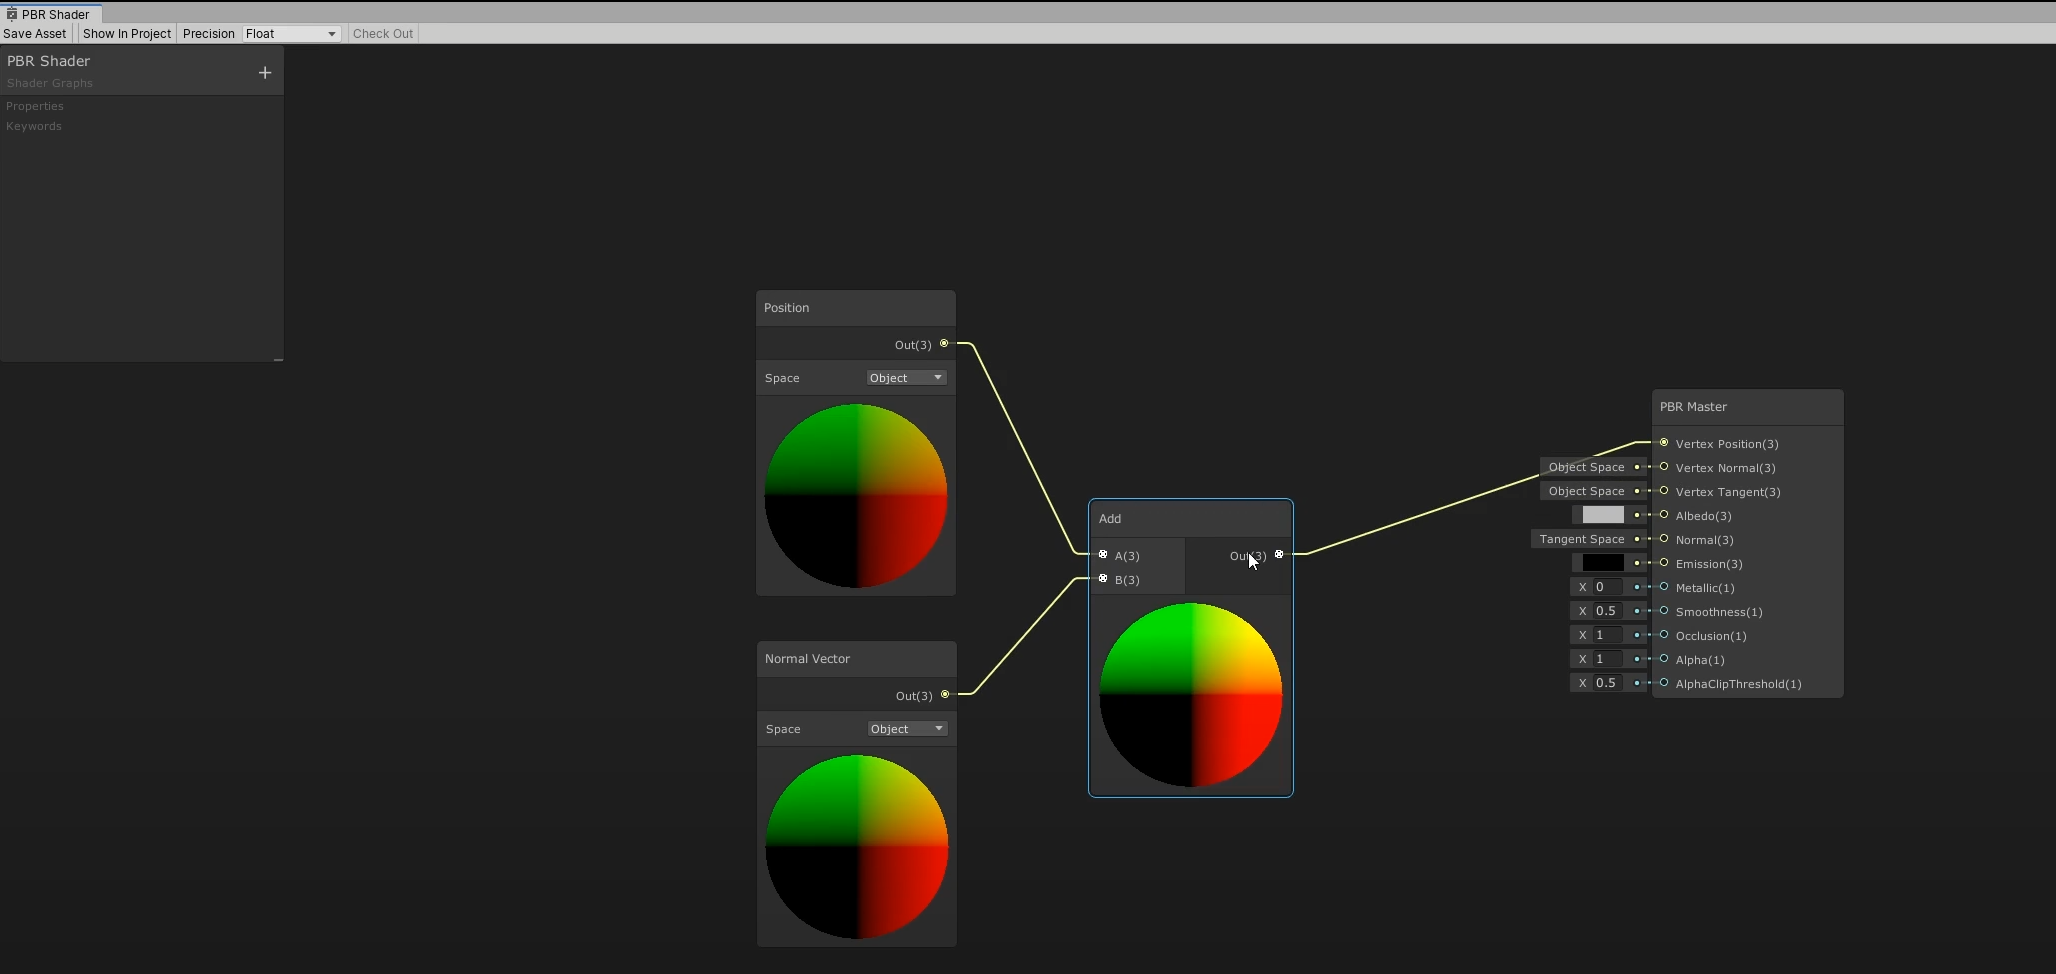 PBR Shader
Save Asset Show In Project Precision Float Check Out
PBR Shader
+
Shader Graphs
Properties
Keywords
Position
Out(3)
Space Object
Normal Vector
Out(3)
Space Object
Add
A(3) Out(3)
B(3)
PBR Master
Vertex Position(3)
Object Space Vertex Normal(3)
Object Space Vertex Tangent(3)
Albedo(3)
Tangent Space Normal(3)
Emission(3)
X 0 Metallic(1)
X 0.5 Smoothness(1)
X 1 Occlusion(1)
X 1 Alpha(1)
X 0.5 AlphaClipThreshold(1)